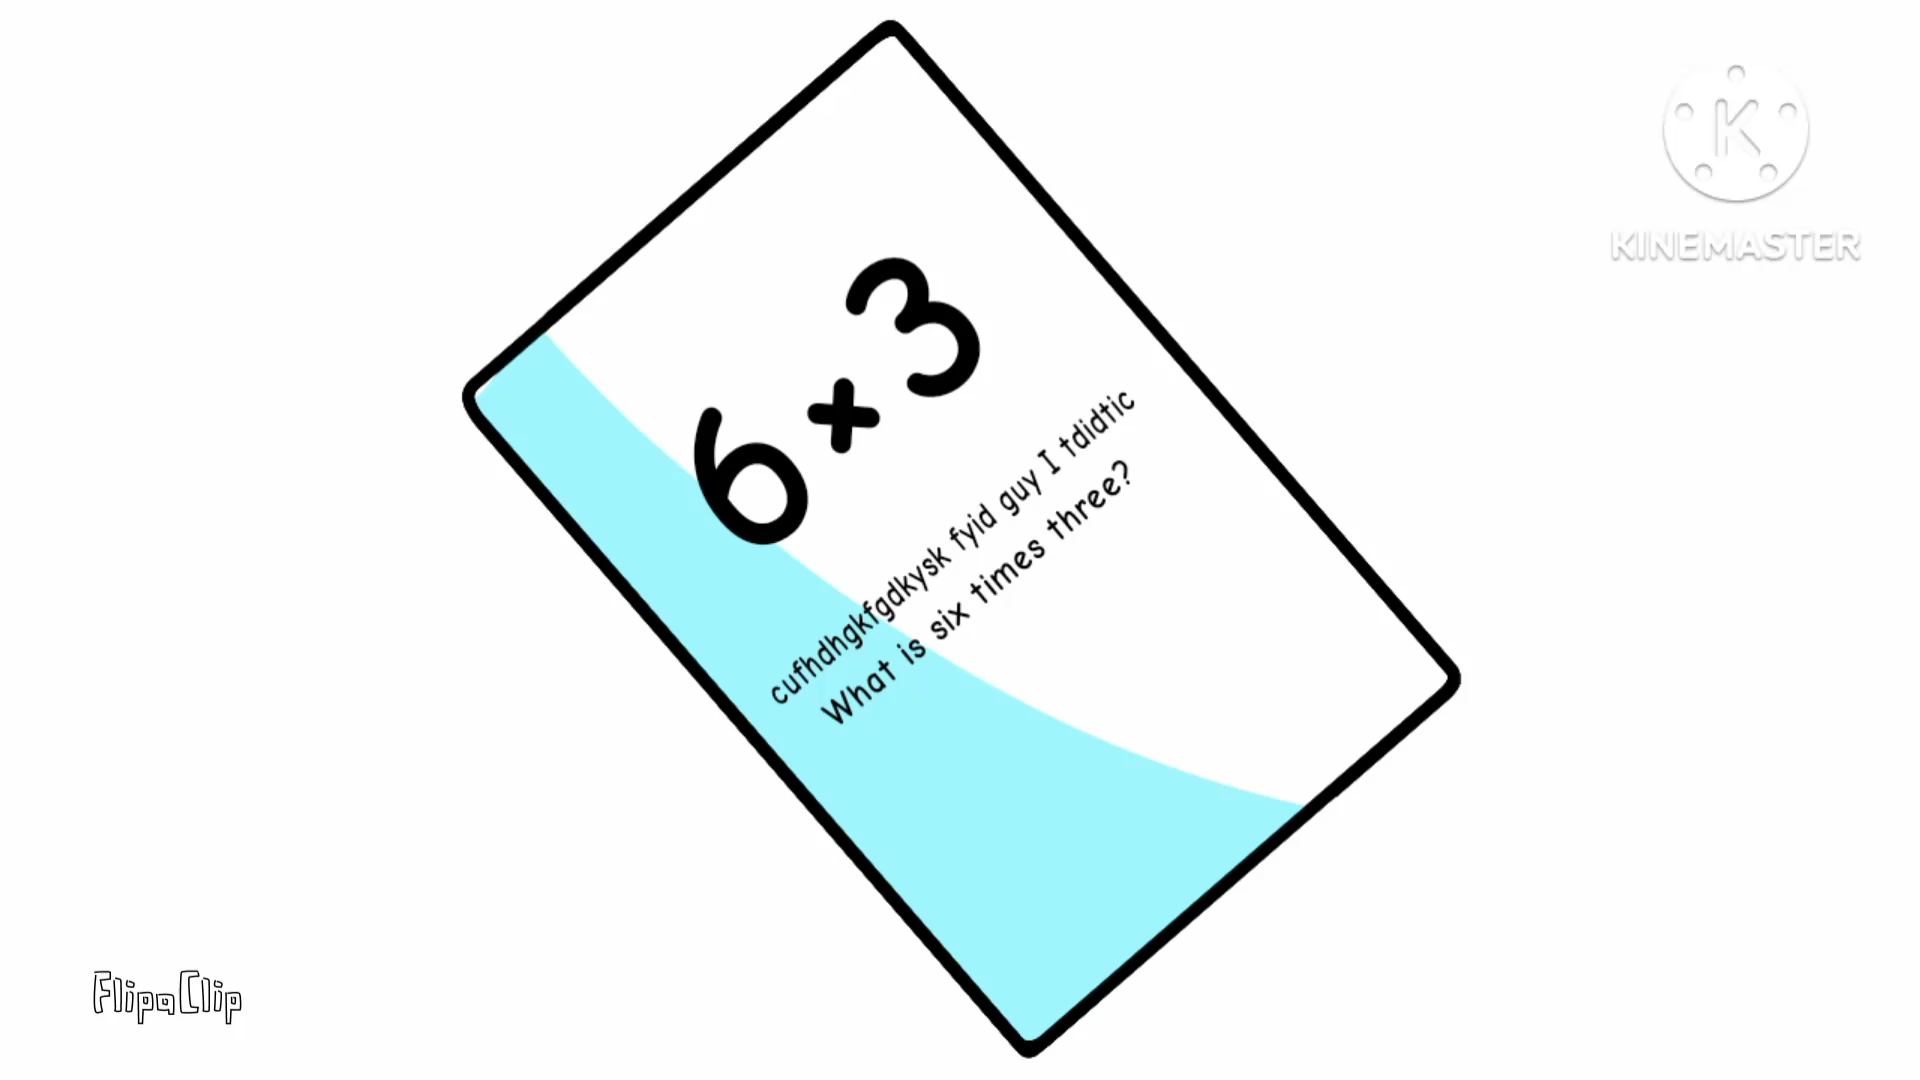 K
KINEMASTER
6 × 3
cufhdhgkfgdkysk fyid guy I tdidtic
What is six times three?
FlipaClip